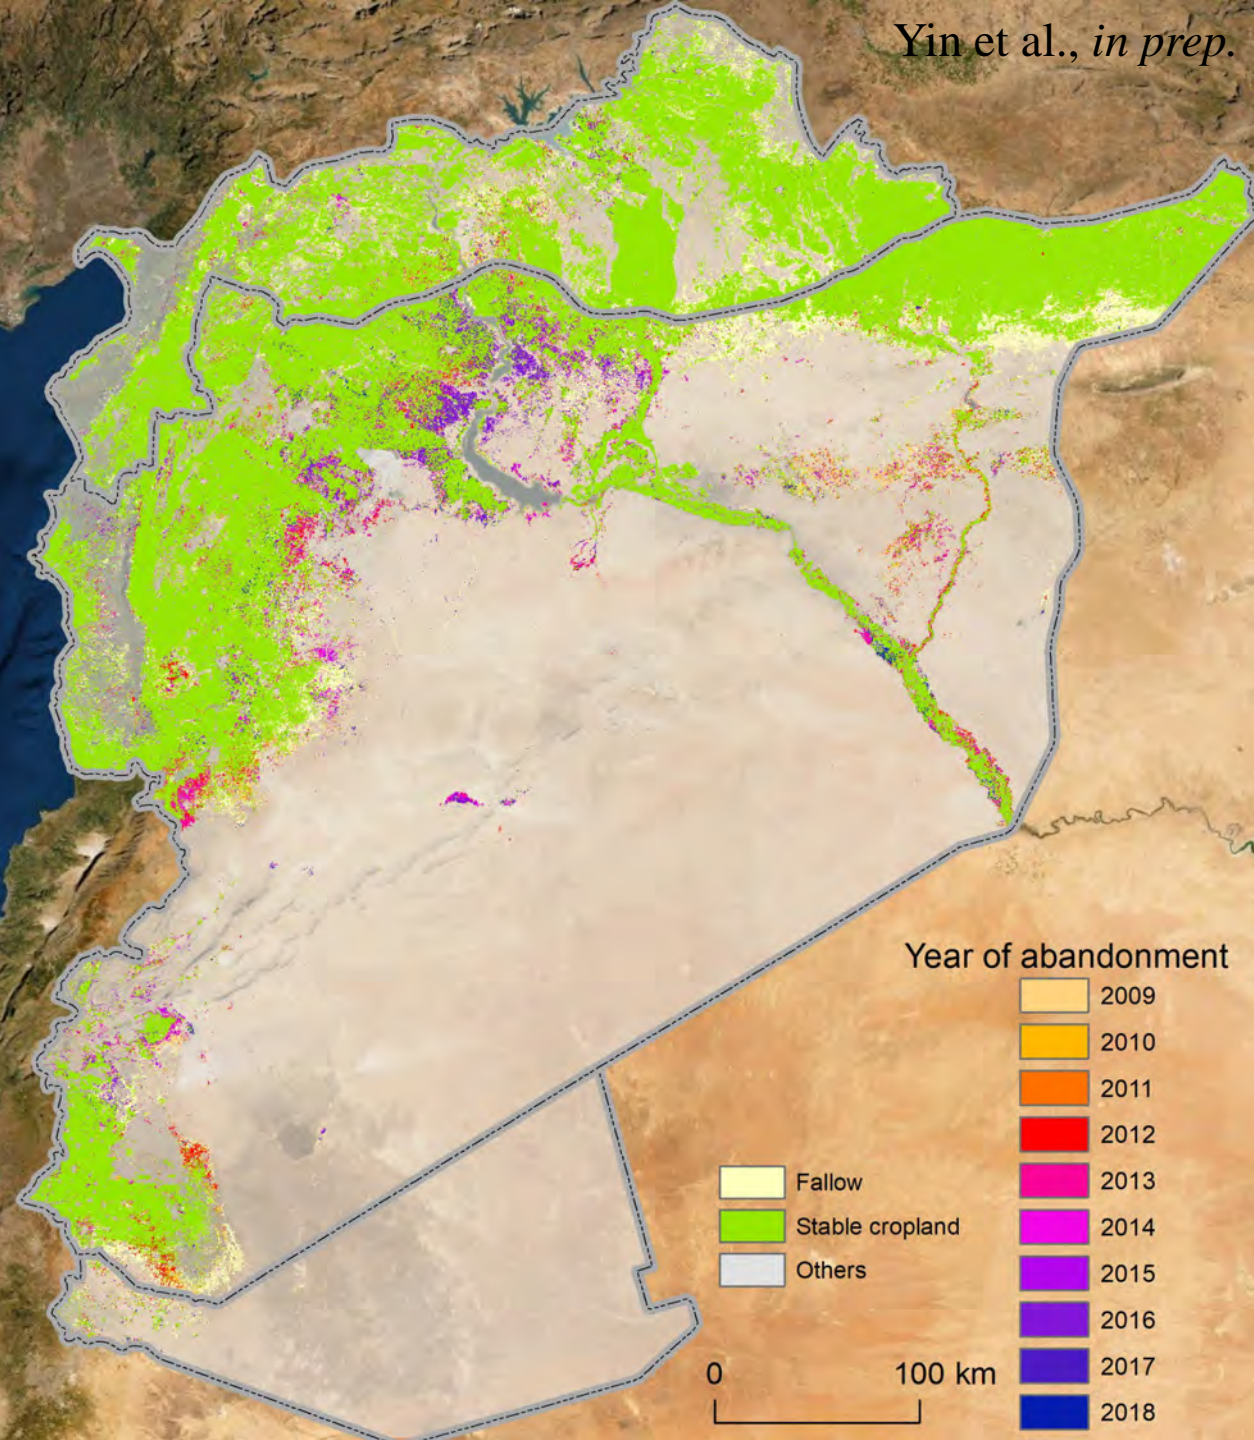 Yin et al., in prep.
Year of abandonment
2009
2010
2011
2012
2013
2014
2015
2016
2017
2018
Fallow
Stable cropland
Others
0 100 km